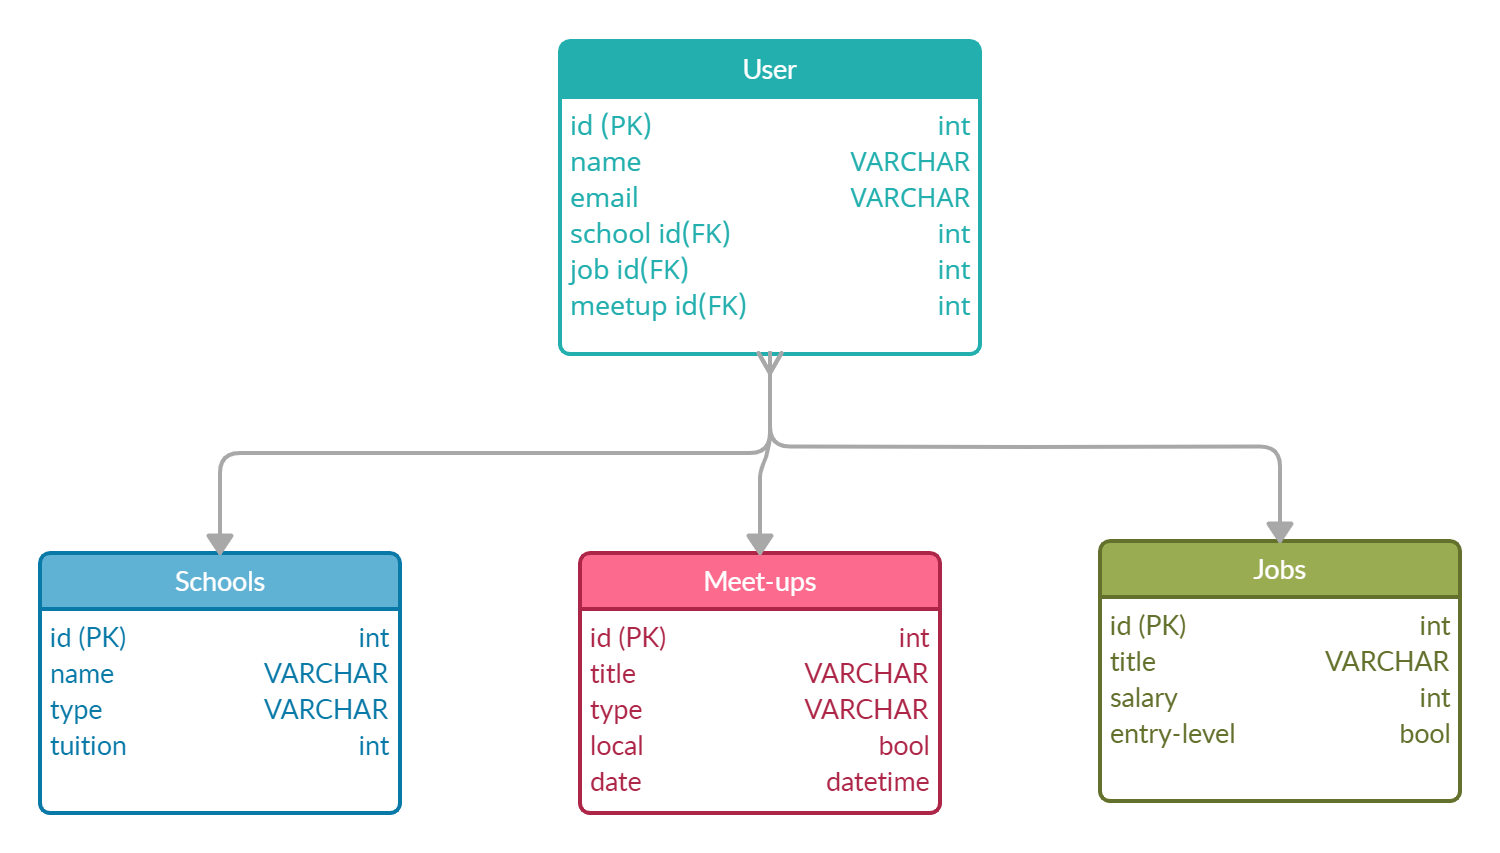 User
id (PK) int
name VARCHAR
email VARCHAR
school id(FK) int
job id(FK) int
meetup id(FK) int
Schools
id (PK) int
name VARCHAR
type VARCHAR
tuition int
Meet-ups
id (PK) int
title VARCHAR
type VARCHAR
local bool
date datetime
Jobs
id (PK) int
title VARCHAR
salary int
entry-level bool